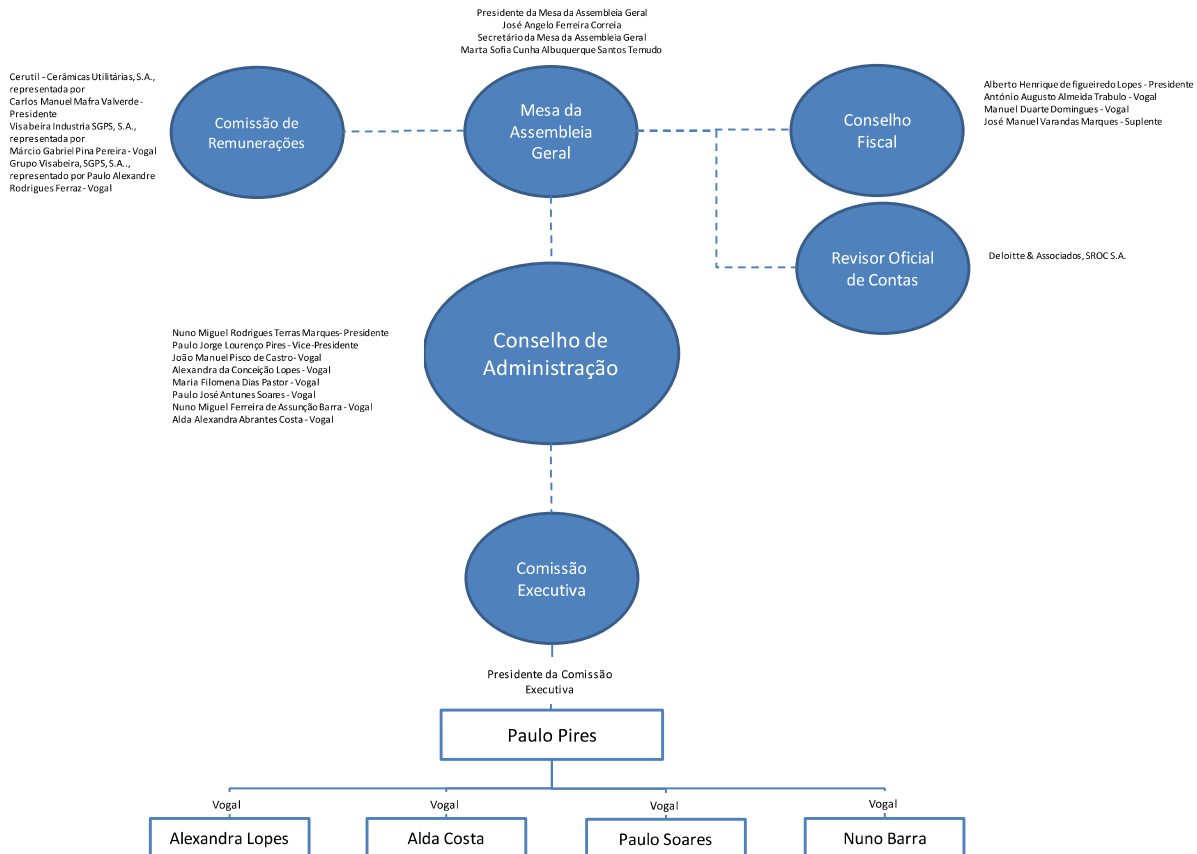 Presidente da Mesa da Assembleia Geral
José Angelo Ferreira Correia
Secretário da Mesa da Assembleia Geral
Marta Sofia Cunha Albuquerque Santos Temudo
Cerutil - Cerâmicas Utilitárias, S.A.,
representada por
Carlos Manuel Mafra Valverde -
Presidente
Visabeira Industria SGPS, S.A.,
representada por
Márcio Gabriel Pina Pereira - Vogal
Grupo Visabeira, SGPS, S.A..,
representado por Paulo Alexandre
Rodrigues Ferraz - Vogal
Comissão de
Remunerações
Mesa da
Assembleia
Geral
Conselho
Fiscal
Alberto Henrique de figueiredo Lopes - Presidente
António Augusto Almeida Trabulo - Vogal
Manuel Duarte Domingues - Vogal
José Manuel Varandas Marques - Suplente
Revisor Oficial
de Contas
Deloitte & Associados, SROC S.A.
Nuno Miguel Rodrigues Terras Marques- Presidente
Paulo Jorge Lourenço Pires - Vice-Presidente
João Manuel Pisco de Castro- Vogal
Alexandra da Conceição Lopes - Vogal
Maria Filomena Dias Pastor - Vogal
Paulo José Antunes Soares - Vogal
Nuno Miguel Ferreira de Assunção Barra - Vogal
Alda Alexandra Abrantes Costa - Vogal
Conselho de
Administração
Comissão
Executiva
Presidente da Comissão
Executiva
Paulo Pires
Vogal
Vogal
Vogal
Vogal
Alexandra Lopes
Alda Costa
Paulo Soares
Nuno Barra